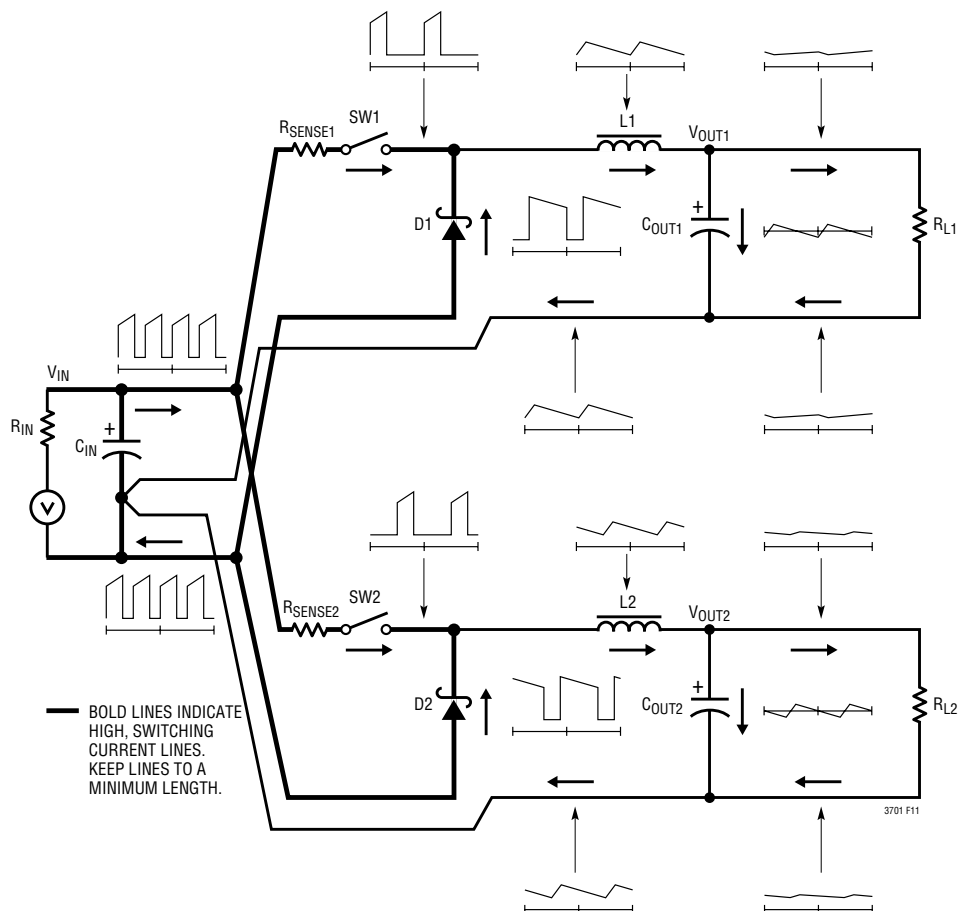 SW1
RSENSE1
L1
VOUT1
D1
+
COUT1
RL1
VIN
RIN
+
CIN
V
SW2
RSENSE2
L2
VOUT2
D2
+
COUT2
RL2
BOLD LINES INDICATE
HIGH, SWITCHING
CURRENT LINES.
KEEP LINES TO A
MINIMUM LENGTH.
3701 F11